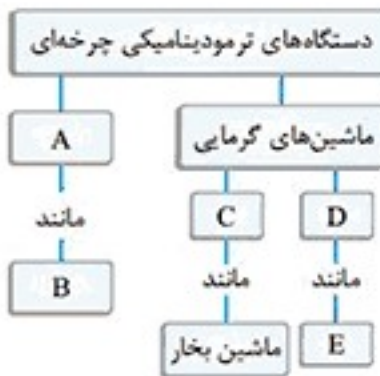 دستگاه‌های ترمودینامیکی چرخه‌ای
ماشین‌های گرمایی
A
D
C
مانند
مانند
مانند
B
E
ماشین بخار